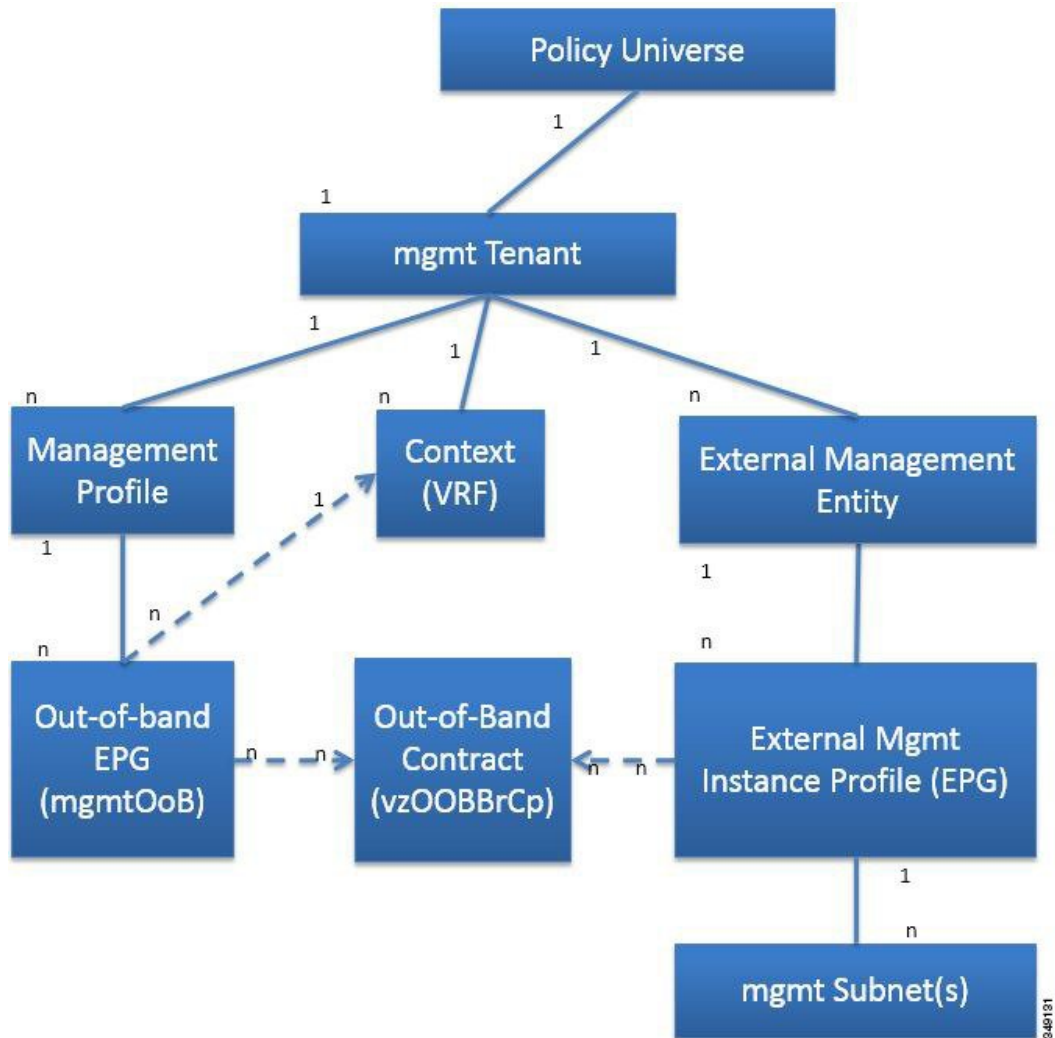 Policy Universe
1
1
mgmt Tenant
1
1
1
n
n
n
Management
Profile
Context
(VRF)
External Management
Entity
1
1
1
n
n
n
Out-of-band
EPG
(mgmtOoB)
n
n
Out-of-Band
Contract
(vzOOBBrCp)
n
n
External Mgmt
Instance Profile (EPG)
1
n
mgmt Subnet(s)
349131